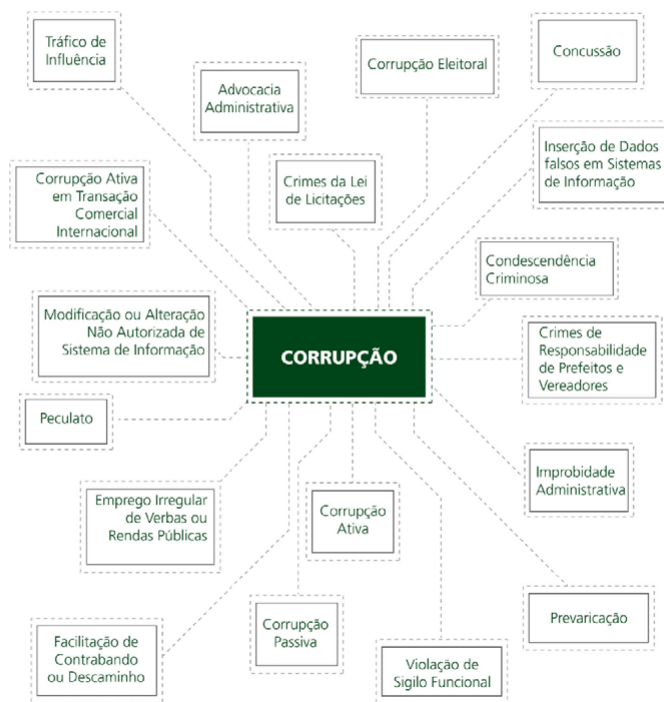 Tráfico de
Influência
Advocacia
Administrativa
Corrupção Eleitoral
Concussão
Corrupção Ativa
em Transação
Comercial
Internacional
Crimes da Lei
de Licitações
Inserção de Dados
falsos em Sistemas
de Informação
Condescendência
Criminosa
Modificação ou Alteração
Não Autorizada de
Sistema de Informação
CORRUPÇÃO
Crimes de
Responsabilidade
de Prefeitos e
Vereadores
Peculato
Improbidade
Administrativa
Emprego Irregular
de Verbas ou
Rendas Públicas
Corrupção
Ativa
Prevaricação
Facilitação de
Contrabando
ou Descaminho
Corrupção
Passiva
Violação de
Sigilo Funcional